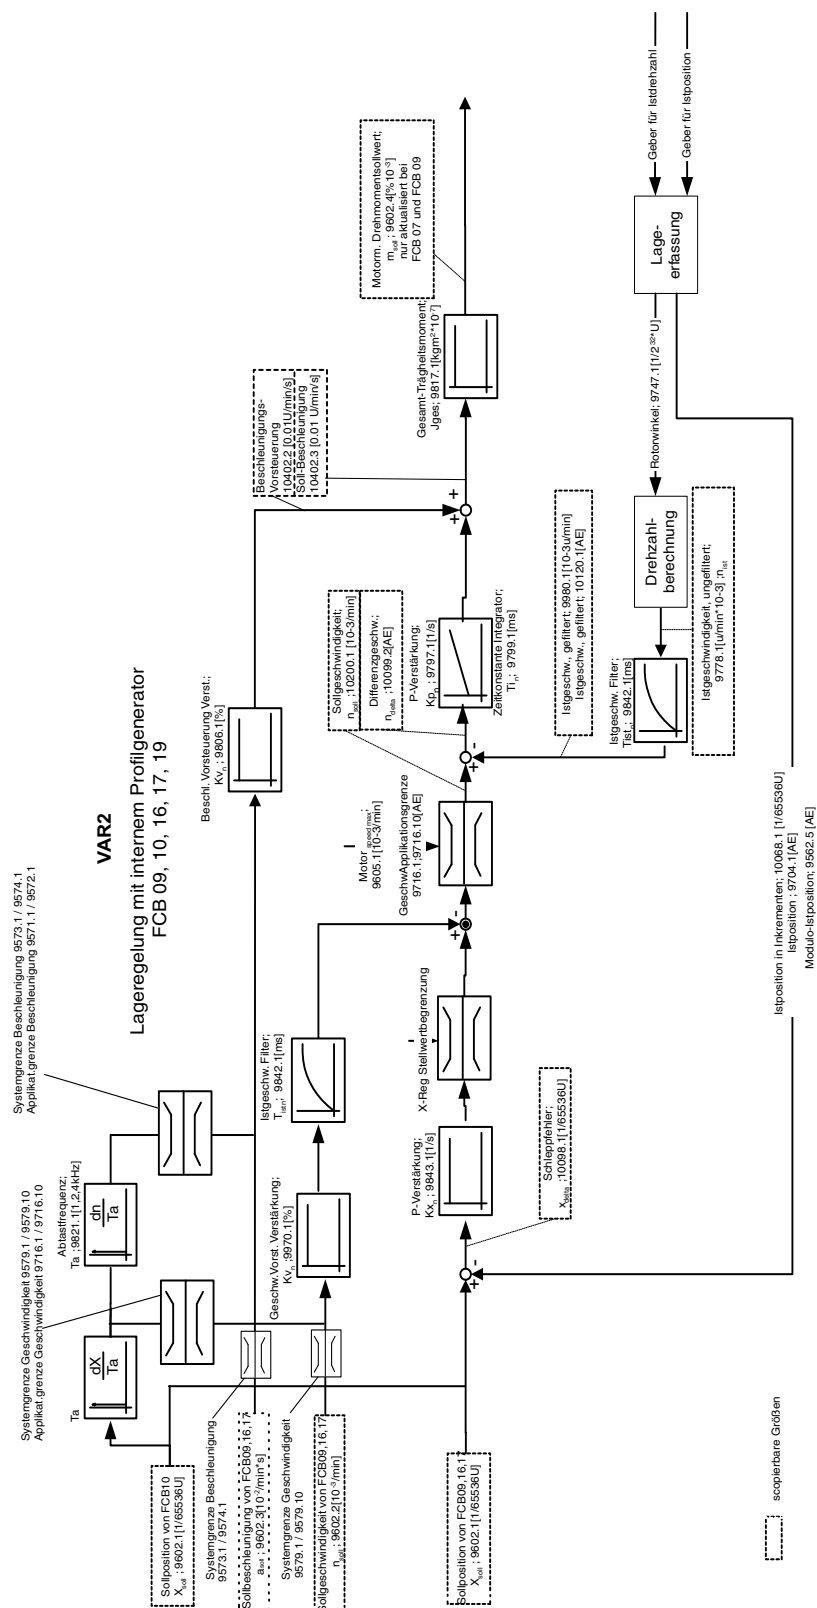 VAR2
Lageregelung mit internem Profilgenerator
FCB 09, 10, 16, 17, 19
Systemgrenze Geschwindigkeit 9579.1 / 9579.10
Applikat.grenze Geschwindigkeit 9716.1 / 9716.10
Systemgrenze Beschleunigung 9573.1 / 9574.1
Applikat.grenze Beschleunigung 9571.1 / 9572.1
Ta
dX
Ta
Abtastfrequenz;
Ta ;9821.1[1,2,4kHz]
dn
Ta
Sollposition von FCB10
Xsoll ; 9602.1[1/65536U]
Systemgrenze Beschleunigung
9573.1 / 9574.1
Sollbeschleunigung von FCB09,16,17
asoll ; 9602.3[10-2/min*s]
Systemgrenze Geschwindigkeit
9579.1 / 9579.10
Sollgeschwindigkeit von FCB09,16,17
nsoll; 9602.2[10-3/min]
Sollposition von FCB09,16,17
Xsoll ; 9602.1[1/65536U]
Geschw.Vorst. Verstärkung;
Kvn ;9970.1[%]
Istgeschw. Filter;
Tistn; 9842.1[ms]
Beschl. Vorsteuerung Verst.;
Kvn ; 9806.1[%]
Beschleunigungs-
Vorsteuerung
10402.2 [0.01U/min/s]
Soll-Beschleunigung
10402.3 [0.01 U/min/s]
P-Verstärkung;
Kxn ; 9843.1[1/s]
Schleppfehler;
xdelta ;10098.1[1/65536U]
X-Reg Stellwertbegrenzung
Motor speed max;
9605.1[10-3/min]
GeschwApplikationsgrenze
9716.1;9716.10[AE]
Sollgeschwindigkeit;
nsoll ;10200.1 [10-3/min]
Differenzgeschw.;
ndelta ;10099.2[AE]
P-Verstärkung;
Kpn ; 9797.1[1/s]
Zeitkonstante Integrator;
Tin; 9799.1[ms]
Gesamt-Trägheitsmoment;
Jges; 9817.1[kgm2*10-7]
Motorm. Drehmomentsollwert;
msoll ; 9602.4[%10-3]
nur aktualisiert bei
FCB 07 und FCB 09
Istgeschw., gefiltert; 9980.1 [10-3u/min]
Istgeschw., gefiltert; 10120.1[AE]
Istgeschw. Filter;
Tistn; 9842.1[ms]
Istgeschwindigkeit, ungefiltert;
9778.1[u/min*10-3] ;nist
Drehzahl-
berechnung
Rotorwinkel; 9747.1[1/2 32*U]
Lage-
erfassung
Geber für Istdrehzahl
Geber für Istposition
Istposition in Inkrementen; 10068.1 [1/65536U]
Istposition ; 9704.1[AE]
Modulo-Istposition; 9562.5 [AE]
scopierbare Größen